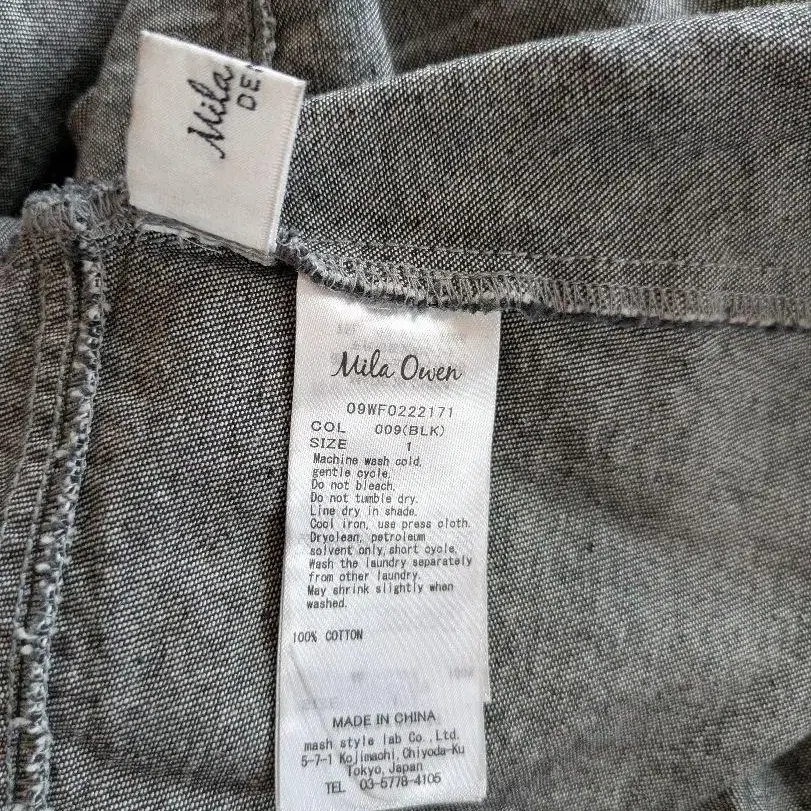 Mila
DE
Mila Owen
09WF0222171
COL 009(BLK)
SIZE 1
Machine wash cold,
gentle cycle.
Do not bleach.
Do not tumble dry.
Line dry in shade.
Cool iron, use press cloth.
Dryclean, petroleum
solvent only, short cycle.
Wash the laundry separately
from other laundry.
May shrink slightly when
washed.
100% COTTON
MADE IN CHINA
mash style lab Co., Ltd.
5-7-1 Kojimachi, Chiyoda-Ku
Tokyo, Japan
TEL 03-5778-4105